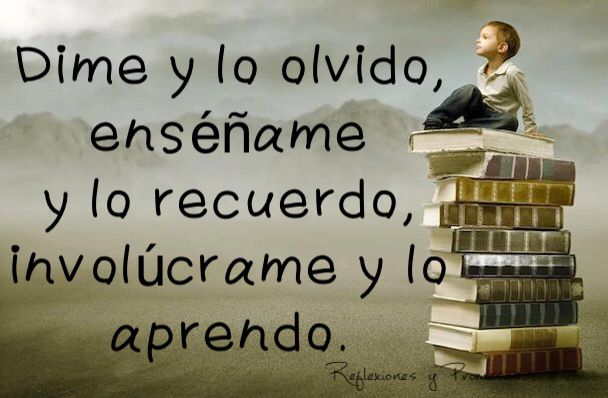 Dime y lo olvido,
enséñame
y lo recuerdo,
involúcrame y lo
aprendo.
Reflexiones y